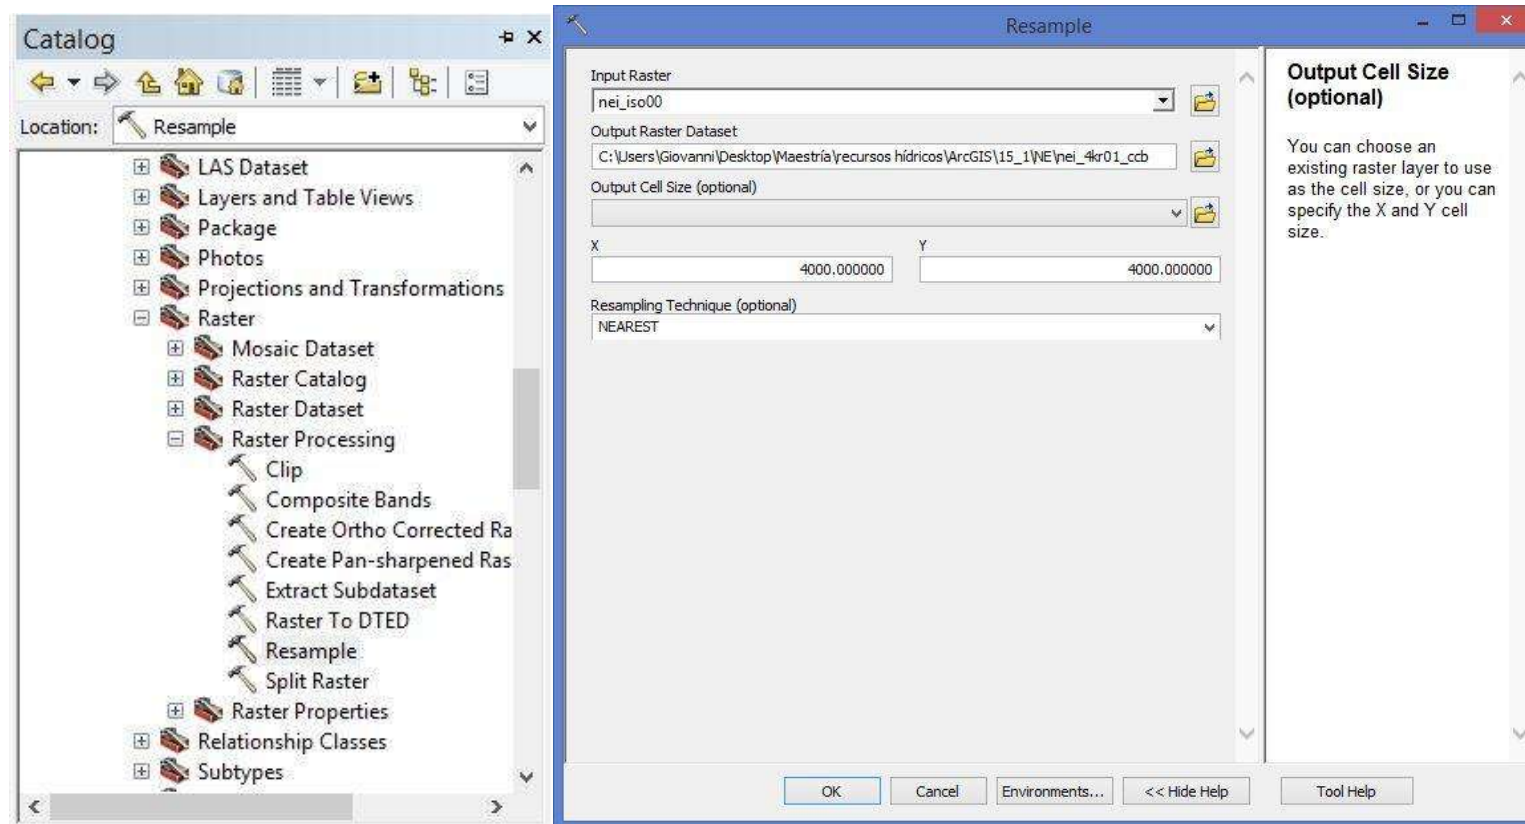 Catalog
Location: Resample
LAS Dataset
Layers and Table Views
Package
Photos
Projections and Transformations
Raster
Mosaic Dataset
Raster Catalog
Raster Dataset
Raster Processing
Clip
Composite Bands
Create Ortho Corrected Ra
Create Pan-sharpened Ras
Extract Subdataset
Raster To DTED
Resample
Split Raster
Raster Properties
Relationship Classes
Subtypes
Resample
Input Raster
nei_iso00
Output Raster Dataset
C:\Users\Giovanni\Desktop\Maestría\recursos hídricos\ArcGIS\15_1\NE\nei_4kr01_ccb
Output Cell Size (optional)
X Y
4000.000000 4000.000000
Resampling Technique (optional)
NEAREST
OK Cancel Environments... << Hide Help Tool Help
Output Cell Size
(optional)
You can choose an
existing raster layer to use
as the cell size, or you can
specify the X and Y cell
size.